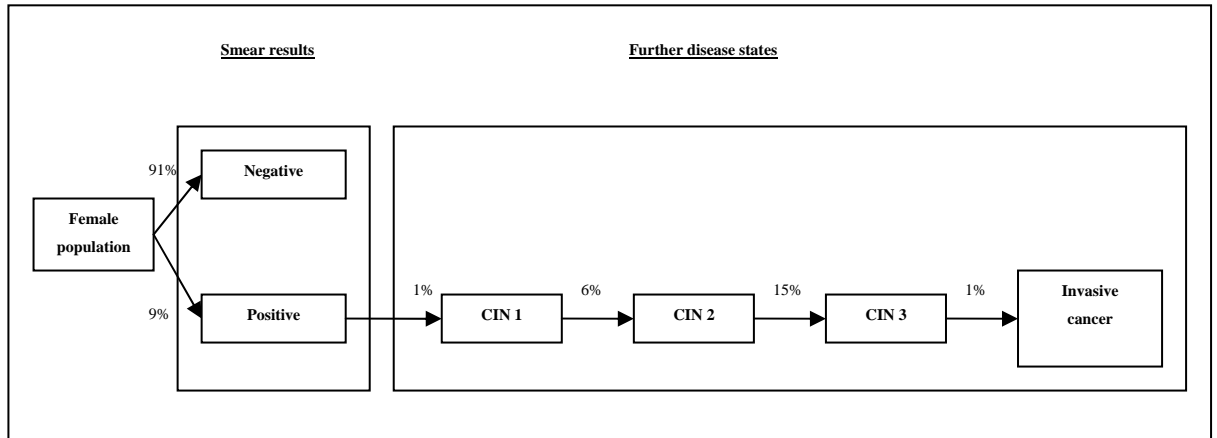 Smear results
Further disease states
91%
Negative
Female
population
9%
Positive
1%
CIN 1
6%
CIN 2
15%
CIN 3
1%
Invasive
cancer